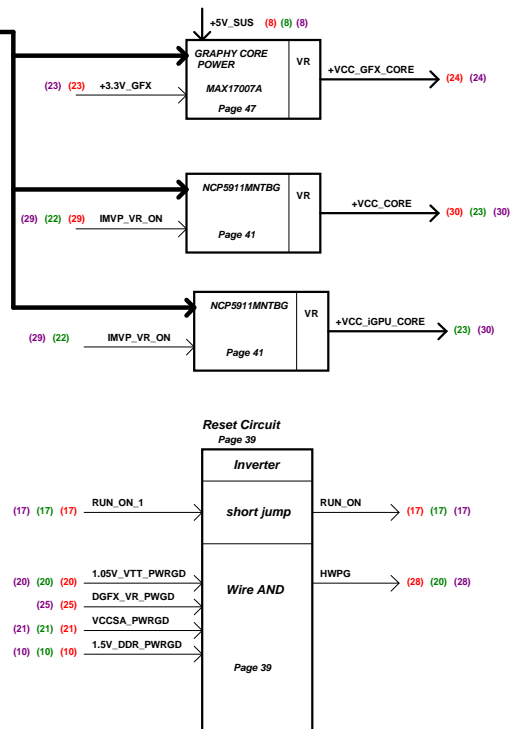 +5V_SUS (8) (8) (8)
GRAPHY CORE
POWER
VR
+VCC_GFX_CORE
(24) (24)
(23) (23) +3.3V_GFX
MAX17007A
Page 47
NCP5911MNTBG
VR
+VCC_CORE
(30) (23) (30)
(29) (22) (29) IMVP_VR_ON
Page 41
NCP5911MNTBG
VR
+VCC_iGPU_CORE
(23) (30)
(29) (22) IMVP_VR_ON
Page 41
Reset Circuit
Page 39
Inverter
(17) (17) (17) RUN_ON_1
short jump
RUN_ON
(17) (17) (17)
(20) (20) (20) 1.05V_VTT_PWRGD
Wire AND
HWPG
(28) (20) (28)
(25) (25) DGFX_VR_PWGD
(21) (21) (21) VCCSA_PWRGD
(10) (10) (10) 1.5V_DDR_PWRGD
Page 39